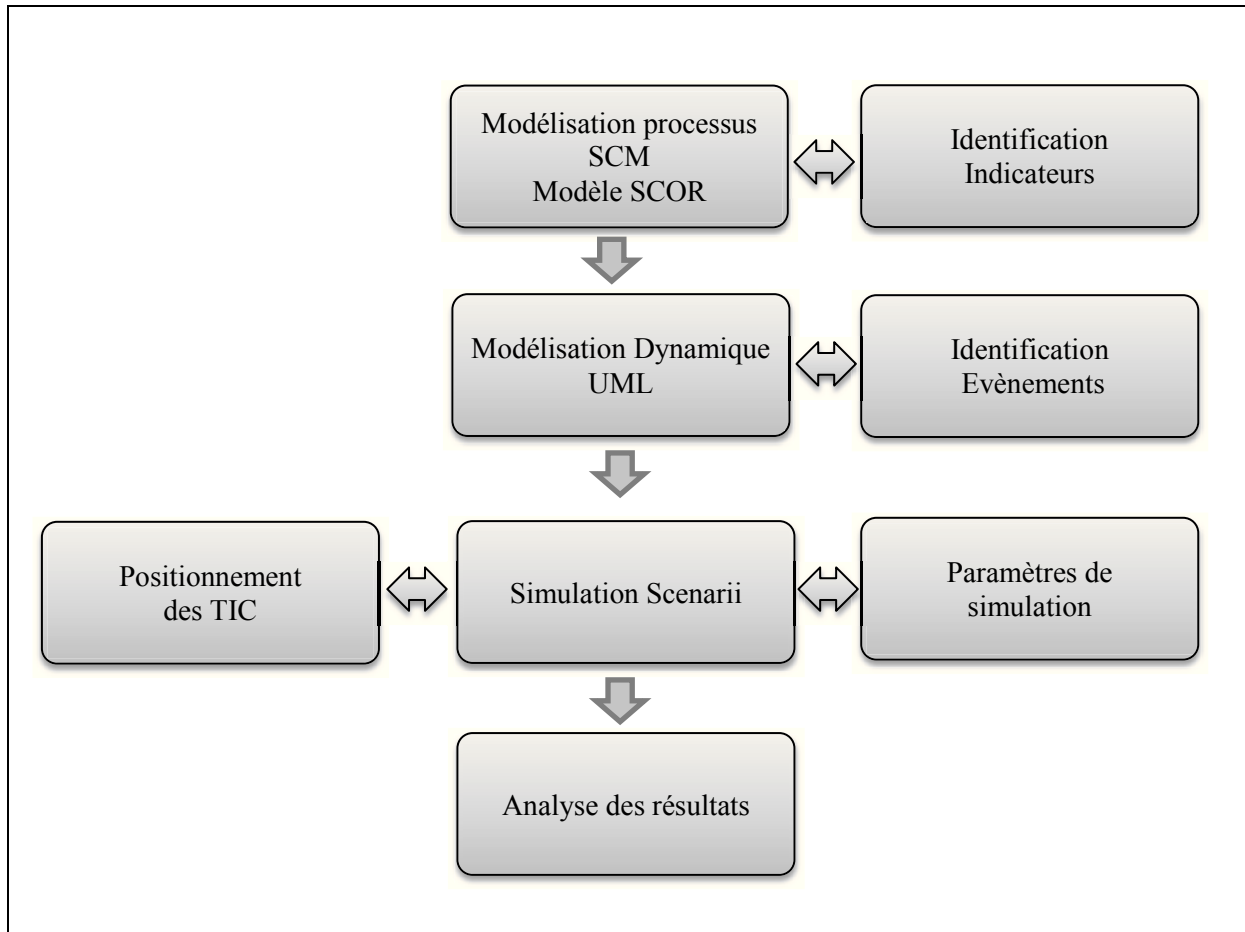 Modélisation processus
SCM
Modèle SCOR
Identification
Indicateurs
Modélisation Dynamique
UML
Identification
Evènements
Positionnement
des TIC
Simulation Scenarii
Paramètres de
simulation
Analyse des résultats